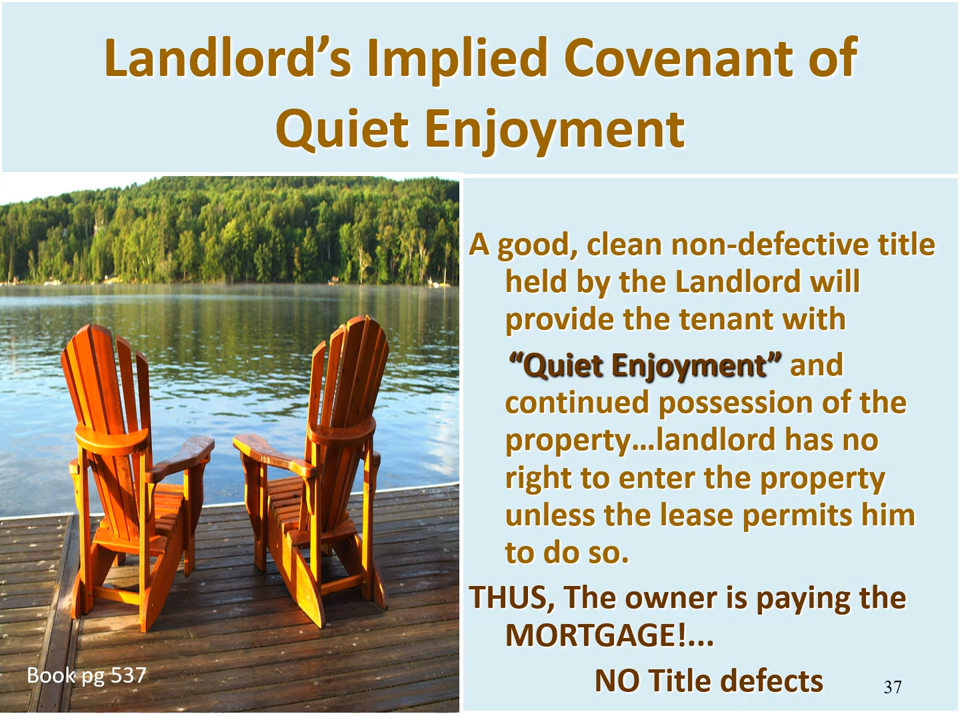 Landlord’s Implied Covenant of
Quiet Enjoyment
A good, clean non-defective title
held by the Landlord will
provide the tenant with
“Quiet Enjoyment” and
continued possession of the
property…landlord has no
right to enter the property
unless the lease permits him
to do so.
THUS, The owner is paying the
MORTGAGE!...
NO Title defects
Book pg 537
37